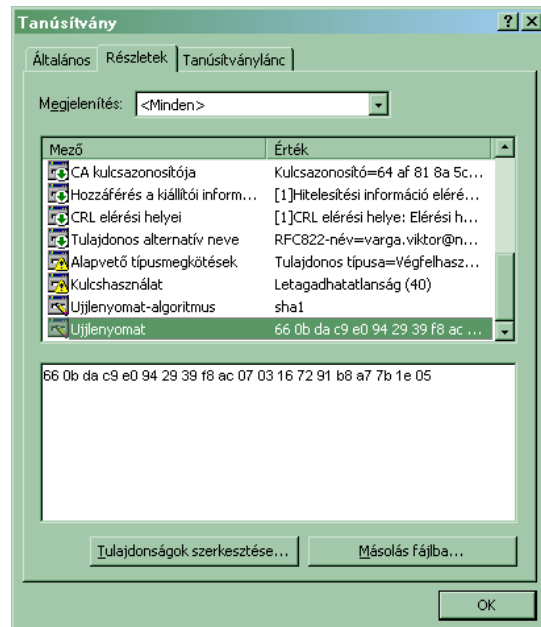 Tanúsítvány
Általános Részletek Tanúsítványlánc
Megjelenítés: <Minden>
Mező Érték
CA kulcsazonosítója Kulcsazonosító=64 af 81 8a 5c...
Hozzáférés a kiállítói inform... [1]Hitelesítési információ eléré...
CRL elérési helyei [1]CRL elérési helye: Elérési h...
Tulajdonos alternatív neve RFC822-név=varga.viktor@n...
Alapvető típusmegkötések Tulajdonos típusa=Végfelhasz...
Kulcshasználat Letagadhatatlanság (40)
Ujjlenyomat-algoritmus sha1
Ujjlenyomat 66 0b da c9 e0 94 29 39 f8 ac ...
66 0b da c9 e0 94 29 39 f8 ac 07 03 16 72 91 b8 a7 7b 1e 05
Tulajdonságok szerkesztése... Másolás fájlba...
OK